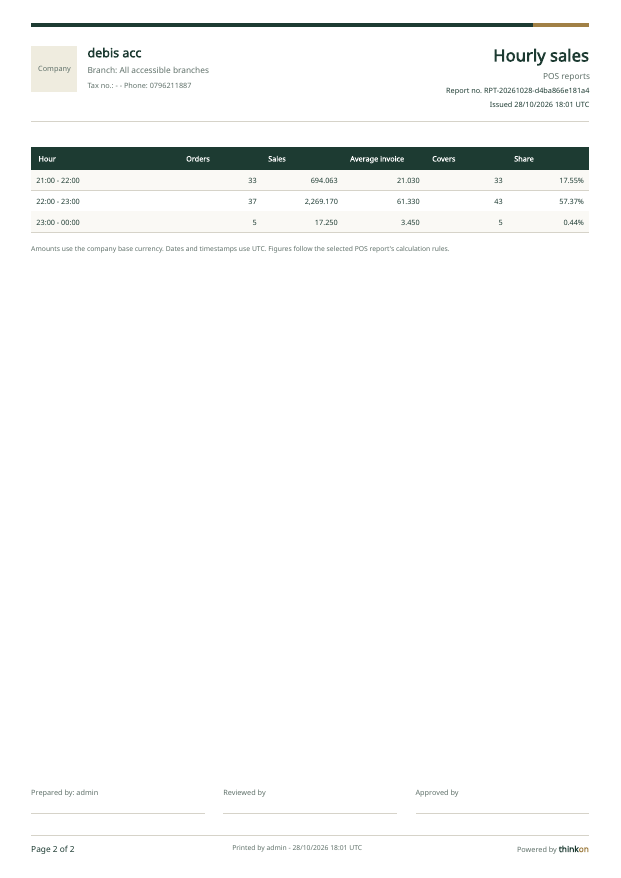 Company
debis acc
Branch: All accessible branches
Tax no.: - - Phone: 0796211887
Hourly sales
POS reports
Report no. RPT-20261028-d4ba866e181a4
Issued 28/10/2026 18:01 UTC
Hour Orders Sales Average invoice Covers Share
21:00 - 22:00 33 694.063 21.030 33 17.55%
22:00 - 23:00 37 2,269.170 61.330 43 57.37%
23:00 - 00:00 5 17.250 3.450 5 0.44%
Amounts use the company base currency. Dates and timestamps use UTC. Figures follow the selected POS report's calculation rules.
Prepared by: admin Reviewed by Approved by
Page 2 of 2 Printed by admin - 28/10/2026 18:01 UTC Powered by thinkon